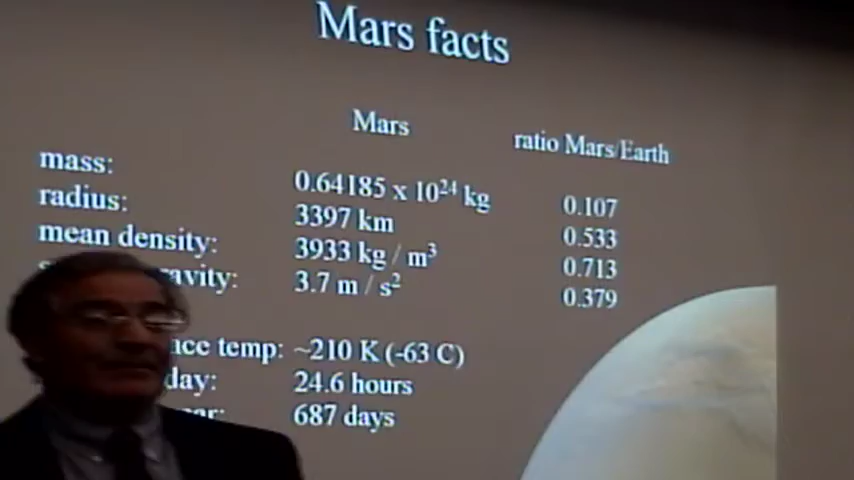 Mars facts
Mars ratio Mars/Earth
mass: 0.64185 x 10²⁴ kg 0.107
radius: 3397 km 0.533
mean density: 3933 kg / m³ 0.713
3.7 m / s² 0.379
temp: ~210 K (-63 C)
day: 24.6 hours
687 days